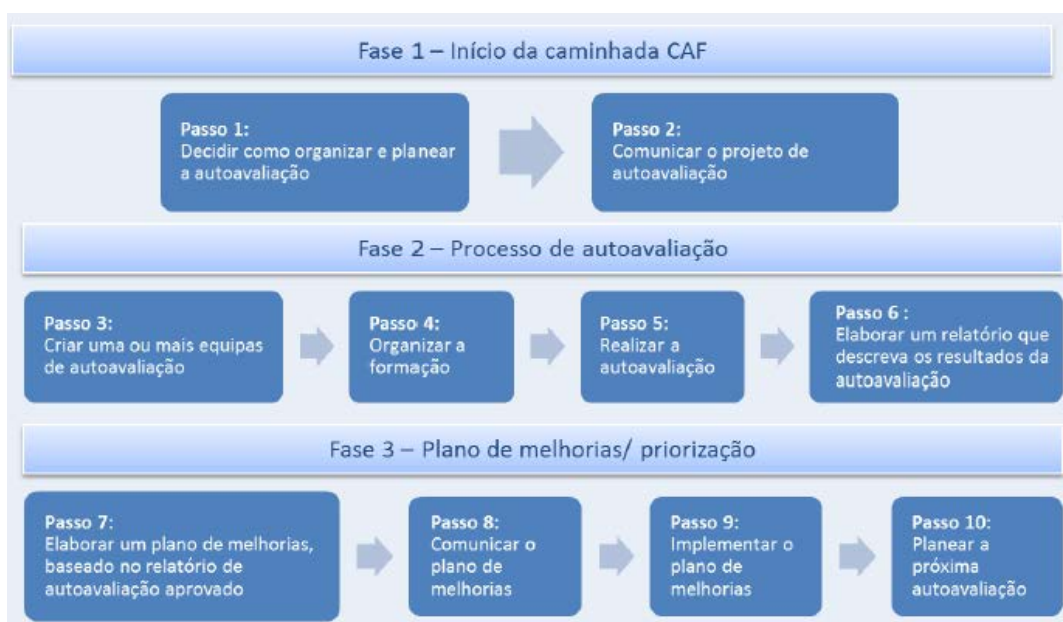 Fase 1 – Início da caminhada CAF
Passo 1:
Decidir como organizar e planear
a autoavaliação
Passo 2:
Comunicar o projeto de
autoavaliação
Fase 2 – Processo de autoavaliação
Passo 3:
Criar uma ou mais equipas
de autoavaliação
Passo 4:
Organizar a
formação
Passo 5:
Realizar a
autoavaliação
Passo 6 :
Elaborar um relatório que
descreva os resultados da
autoavaliação
Fase 3 – Plano de melhorias/ priorização
Passo 7:
Elaborar um plano de melhorias,
baseado no relatório de
autoavaliação aprovado
Passo 8:
Comunicar o
plano de
melhorias
Passo 9:
Implementar o
plano de
melhorias
Passo 10:
Planear a
próxima
autoavaliação